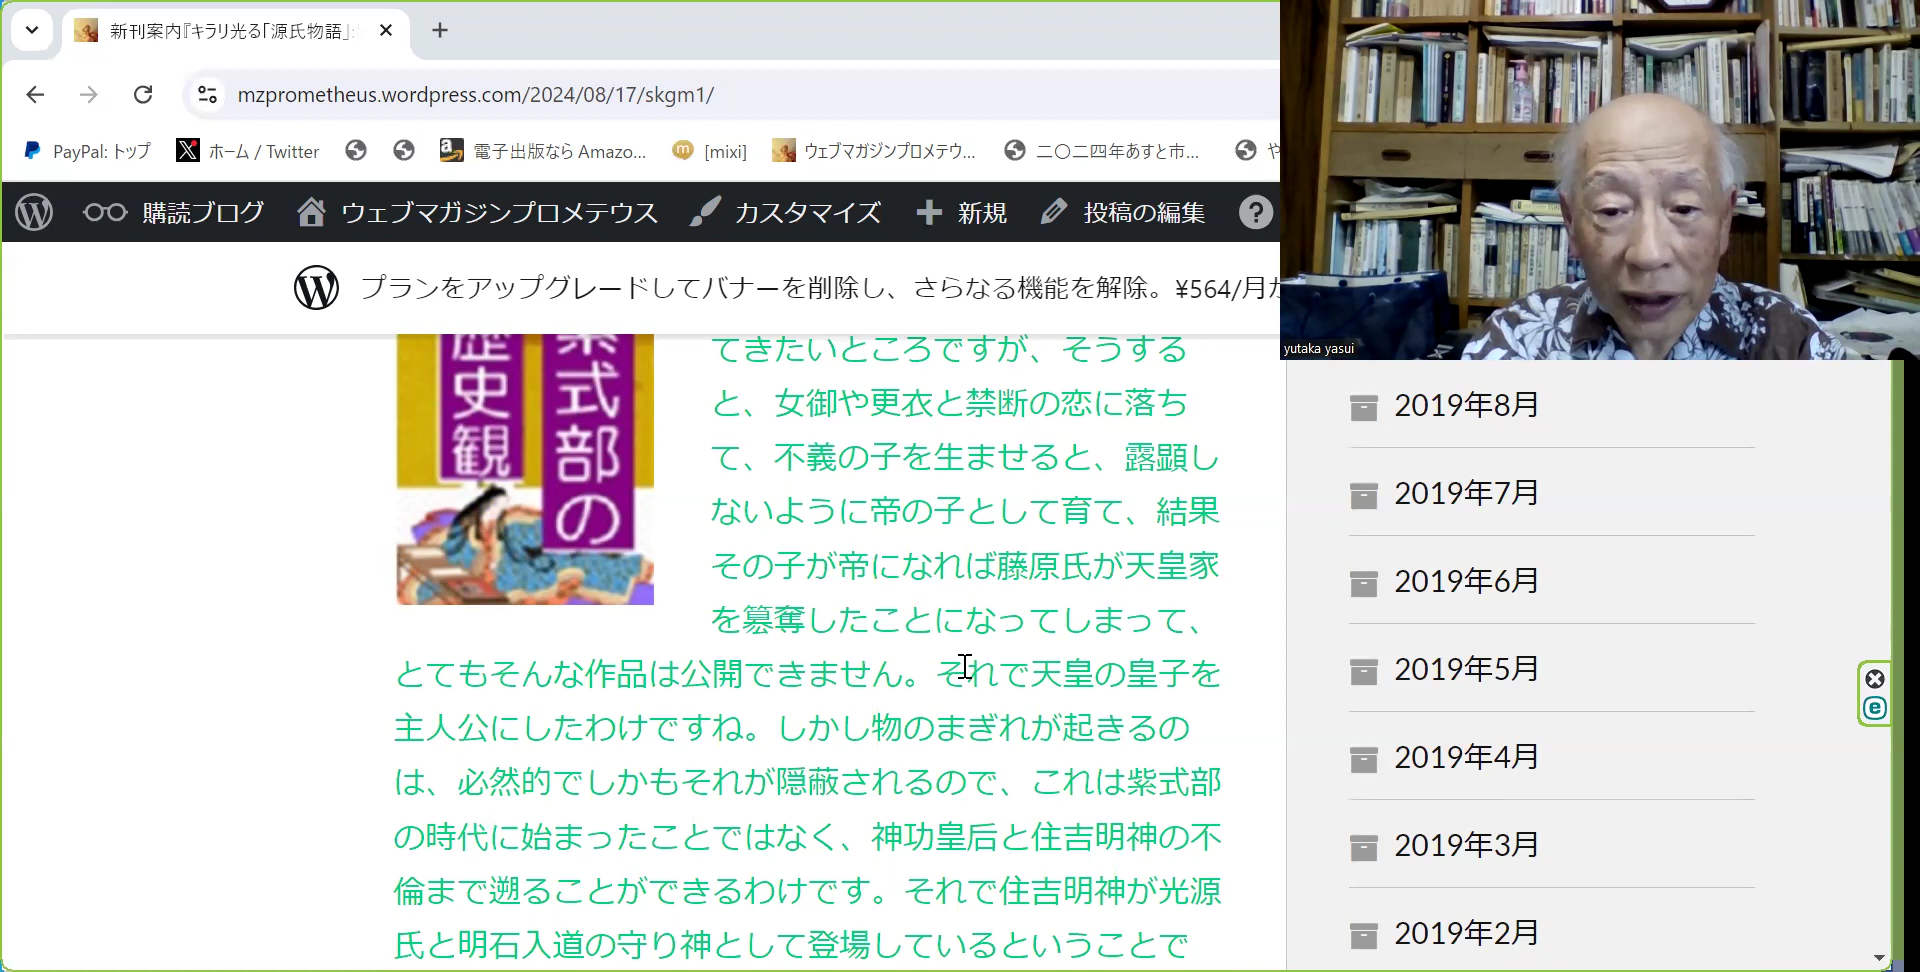 新刊案内『キラリ光る「源氏物語」:
mzprometheus.wordpress.com/2024/08/17/skgm1/
PayPal: トップ
ホーム / Twitter
電子出版なら Amazo...
[mixi]
ウェブマガジンプロメテウ...
二〇二四年あすと市...
や
購読ブログ
ウェブマガジンプロメテウス
カスタマイズ
新規
投稿の編集
プランをアップグレードしてバナーを削除し、さらなる機能を解除。¥564/月か
yutaka yasui
紫式部の
歴史観
てきたいところですが、そうする
と、女御や更衣と禁断の恋に落ち
て、不義の子を生ませると、露顕し
ないように帝の子として育て、結果
その子が帝になれば藤原氏が天皇家
を簒奪したことになってしまって、
とてもそんな作品は公開できません。それで天皇の皇子を
主人公にしたわけですね。しかし物のまぎれが起きるの
は、必然的でしかもそれが隠蔽されるので、これは紫式部
の時代に始まったことではなく、神功皇后と住吉明神の不
倫まで遡ることができるわけです。それで住吉明神が光源
氏と明石入道の守り神として登場しているということで
2019年8月
2019年7月
2019年6月
2019年5月
2019年4月
2019年3月
2019年2月